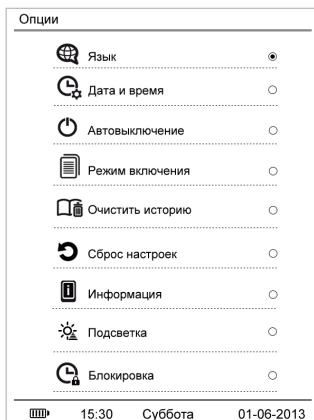 Опции
Язык
Дата и время
Автовыключение
Режим включения
Очистить историю
Сброс настроек
Информация
Подсветка
Блокировка
15:30 Суббота 01-06-2013